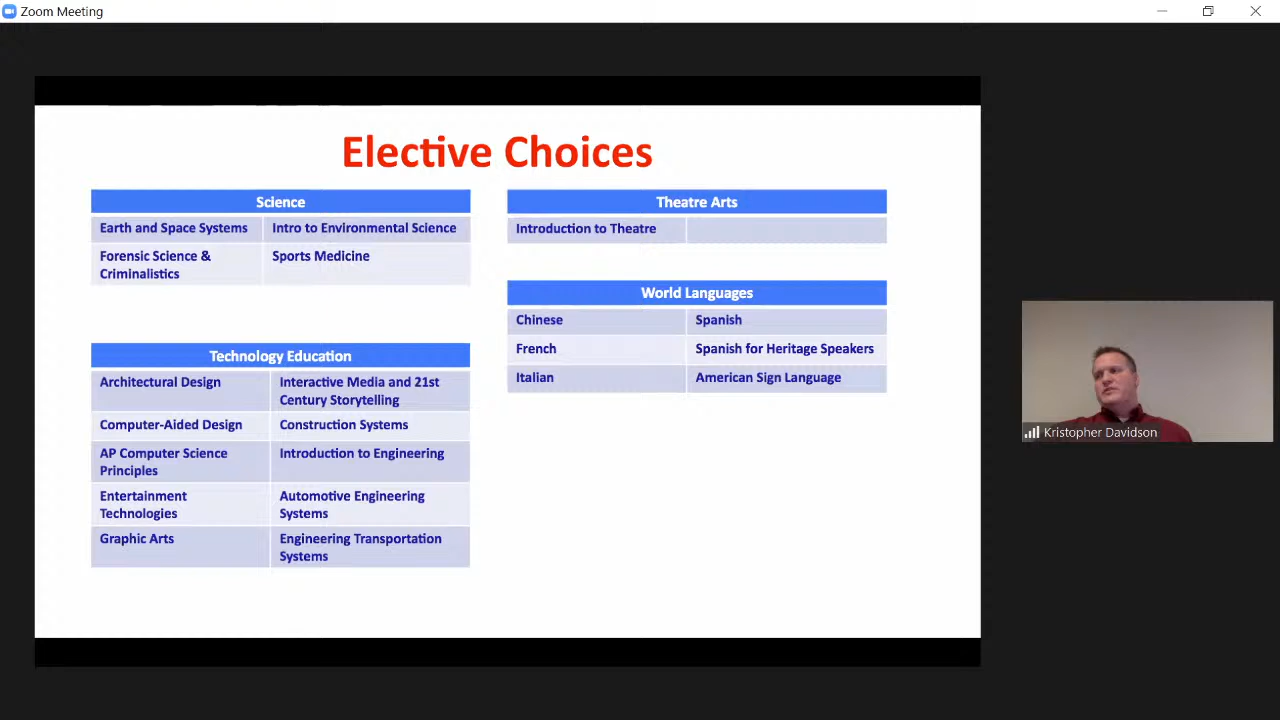 Zoom Meeting
Elective Choices
Science
Earth and Space Systems
Intro to Environmental Science
Forensic Science &
Criminalistics
Sports Medicine
Technology Education
Architectural Design
Interactive Media and 21st
Century Storytelling
Computer-Aided Design
Construction Systems
AP Computer Science
Principles
Introduction to Engineering
Entertainment
Technologies
Automotive Engineering
Systems
Graphic Arts
Engineering Transportation
Systems
Theatre Arts
Introduction to Theatre
World Languages
Chinese
Spanish
French
Spanish for Heritage Speakers
Italian
American Sign Language
Kristopher Davidson